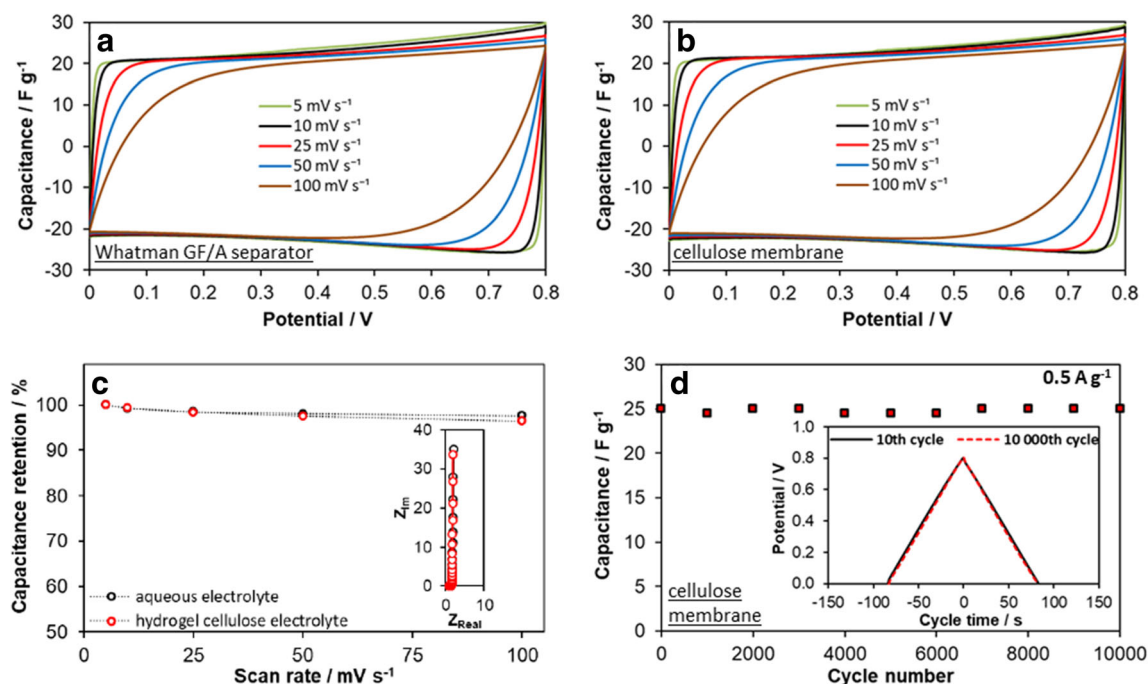 a
Capacitance / F g⁻¹
30
20
10
0
-10
-20
-30
5 mV s⁻¹
10 mV s⁻¹
25 mV s⁻¹
50 mV s⁻¹
100 mV s⁻¹
Whatman GF/A separator
0 0.1 0.2 0.3 0.4 0.5 0.6 0.7 0.8
Potential / V
b
Capacitance / F g⁻¹
30
20
10
0
-10
-20
-30
5 mV s⁻¹
10 mV s⁻¹
25 mV s⁻¹
50 mV s⁻¹
100 mV s⁻¹
cellulose membrane
0 0.1 0.2 0.3 0.4 0.5 0.6 0.7 0.8
Potential / V
c
Capacitance retention / %
100
90
80
70
60
50
Z_Im
40
30
20
10
0
0 10
Z_Real
aqueous electrolyte
hydrogel cellulose electrolyte
0 25 50 75 100
Scan rate / mV s⁻¹
d
0.5 A g⁻¹
Capacitance / F g⁻¹
30
25
20
15
10
5
0
10th cycle 10 000th cycle
Potential / V
1.0
0.8
0.6
0.4
0.2
0.0
-150 -100 -50 0 50 100 150
Cycle time / s
cellulose
membrane
0 2000 4000 6000 8000 10000
Cycle number